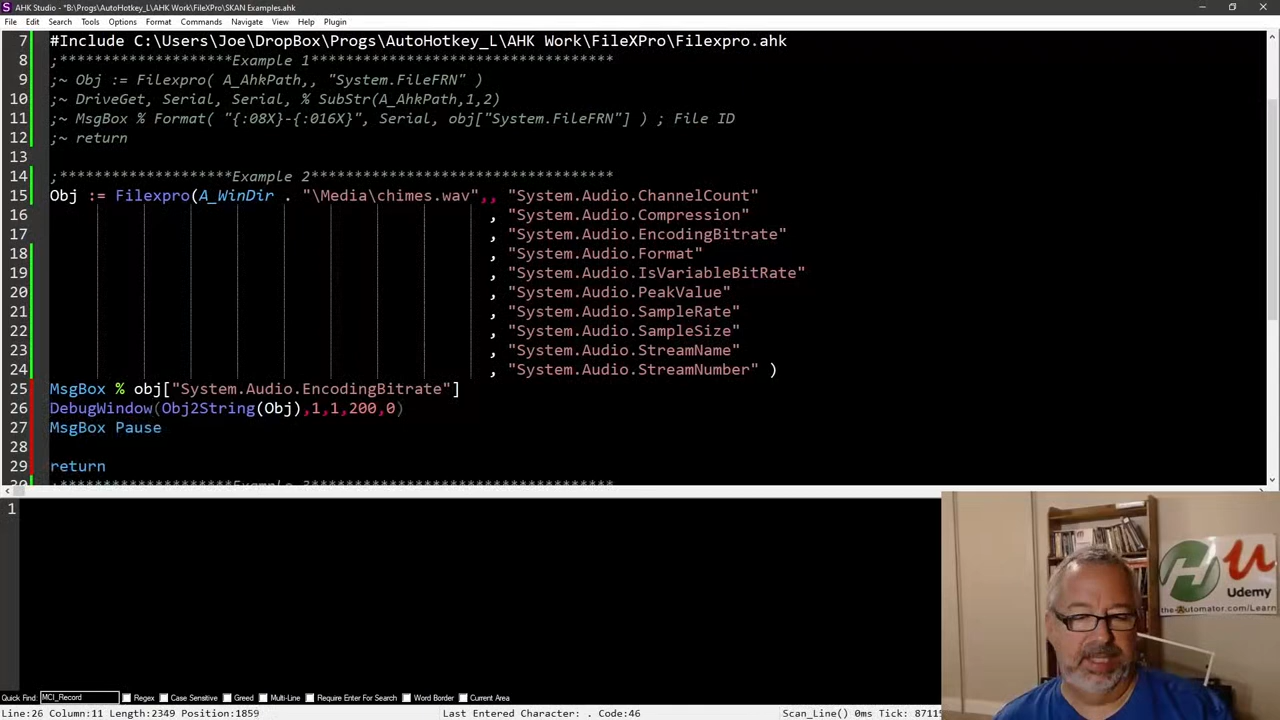 AHK Studio - *B:\Progs\AutoHotkey_L\AHK Work\FileXPro\SKAN Examples.ahk
File Edit Search Tools Options Format Commands Navigate View Help Plugin
7 #Include C:\Users\Joe\DropBox\Progs\AutoHotkey_L\AHK Work\FileXPro\Filexpro.ahk
8 ;********************Example 1********************************
9 ;~ Obj := Filexpro( A_AhkPath,, "System.FileFRN" )
10 ;~ DriveGet, Serial, Serial, % SubStr(A_AhkPath,1,2)
11 ;~ MsgBox % Format( "{:08X}-{:016X}", Serial, obj["System.FileFRN"] ) ; File ID
12 ;~ return
13
14 ;********************Example 2********************************
15 Obj := Filexpro(A_WinDir . "\Media\chimes.wav",, "System.Audio.ChannelCount"
16 , "System.Audio.Compression"
17 , "System.Audio.EncodingBitrate"
18 , "System.Audio.Format"
19 , "System.Audio.IsVariableBitRate"
20 , "System.Audio.PeakValue"
21 , "System.Audio.SampleRate"
22 , "System.Audio.SampleSize"
23 , "System.Audio.StreamName"
24 , "System.Audio.StreamNumber" )
25 MsgBox % obj["System.Audio.EncodingBitrate"]
26 DebugWindow(Obj2String(Obj),1,1,200,0)
27 MsgBox Pause
28
29 return
30 ;********************Example 3********************************
1
H
u
Udemy
the-Automator.com/Learn
Quick Find: MCI_Record Regex Case Sensitive Greed Multi-Line Require Enter For Search Word Border Current Area
Line:26 Column:11 Length:2349 Position:1859 Last Entered Character: . Code:46 Scan_Line() 0ms Tick: 87115